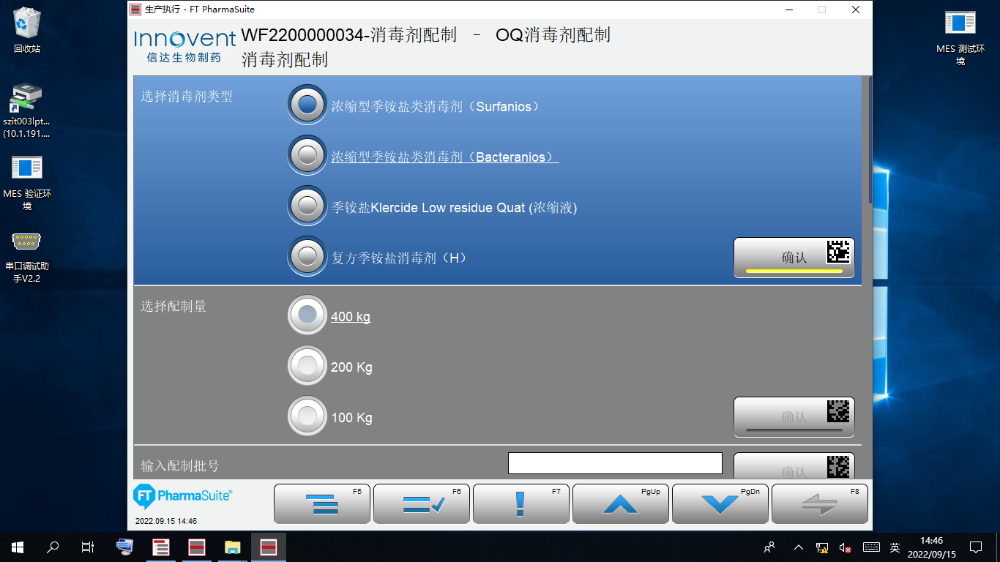 生产执行 - FT PharmaSuite
Innovent
信达生物制药
WF2200000034-消毒剂配制 - OQ消毒剂配制
消毒剂配制
选择消毒剂类型
浓缩型季铵盐类消毒剂（Surfanios）
浓缩型季铵盐类消毒剂（Bacteranios）
季铵盐Klercide Low residue Quat (浓缩液)
复方季铵盐消毒剂（H）
确认
选择配制量
400 kg
200 Kg
100 Kg
确认
输入配制批号
确认
FT PharmaSuite®
2022.09.15 14:46
F5
F6
F7
PgUp
PgDn
F8
回收站
szit003lpt...
(10.1.191....
MES 验证环
境
串口调试助
手V2.2
MES 测试环
境
英
14:46
2022/09/15